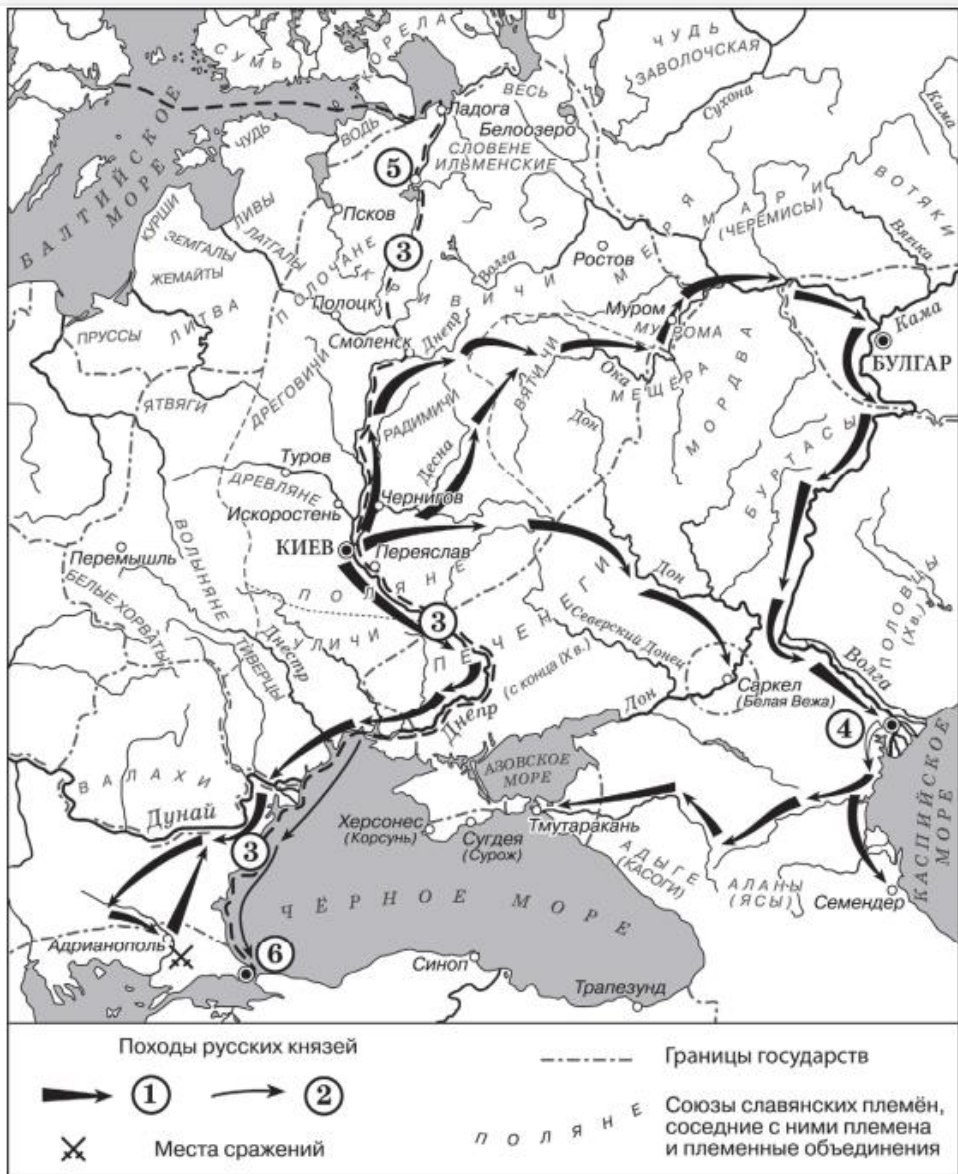 СУМЬ
КОРЕЛА
ЧУДЬ
ЗАВОЛОЧСКАЯ
ВЕСЬ
Сухона
Кама
Ладога
Белоозеро
ВОДЬ
ЧУДЬ
СЛОВЕНЕ
ИЛЬМЕНСКИЕ
БАЛТИЙСКОЕ
МОРЕ
5
Псков
ВОТЯКИ
Вятка
МАРИ
(ЧЕРЕМИСЫ)
КУРШИ
ЛИВЫ
ЗЕМГАЛЫ
ЛАТГАЛЫ
ЖЕМАЙТЫ
3
Волга
Ростов
МЕРЯ
ПОЛОЧАНЕ
КРИВИЧИ
Полоцк
ЛИТВА
ПРУССЫ
Муром
МУРОМА
Кама
БУЛГАР
Смоленск
Днепр
Ока
МЕЩЕРА
МОРДВА
ЯТВЯГИ
ДРЕГОВИЧИ
РАДИМИЧИ
ВЯТИЧИ
Дон
БУРТАСЫ
Десна
Туров
ДРЕВЛЯНЕ
Чернигов
Искоростень
КИЕВ
Переяслав
Перемышль
ВОЛЫНЯНЕ
БЕЛЫЕ ХОРВАТЫ
ПОЛЯНЕ
Дон
ПОЛОВЦЫ
(X в.)
3
УЛИЧИ
ПЕЧЕНЕГИ
(с конца IX в.)
Северский Донец
Днестр
ТИВЕРЦЫ
Волга
Саркел
(Белая Вежа)
Днепр
Дон
4
АЗОВСКОЕ
МОРЕ
ВАЛАХИ
Дунай
Херсонес
(Корсунь)
Сугдея
(Сурож)
Тмутаракань
КАСПИЙСКОЕ
МОРЕ
3
АДЫГЕ
(КАСОГИ)
АЛАНЫ
(ЯСЫ)
Семендер
ЧЁРНОЕ МОРЕ
Адрианополь
6
Синоп
Трапезунд
Походы русских князей
1
2
Места сражений
Границы государств
ПОЛЯНЕ
Союзы славянских племён,
соседние с ними племена
и племенные объединения